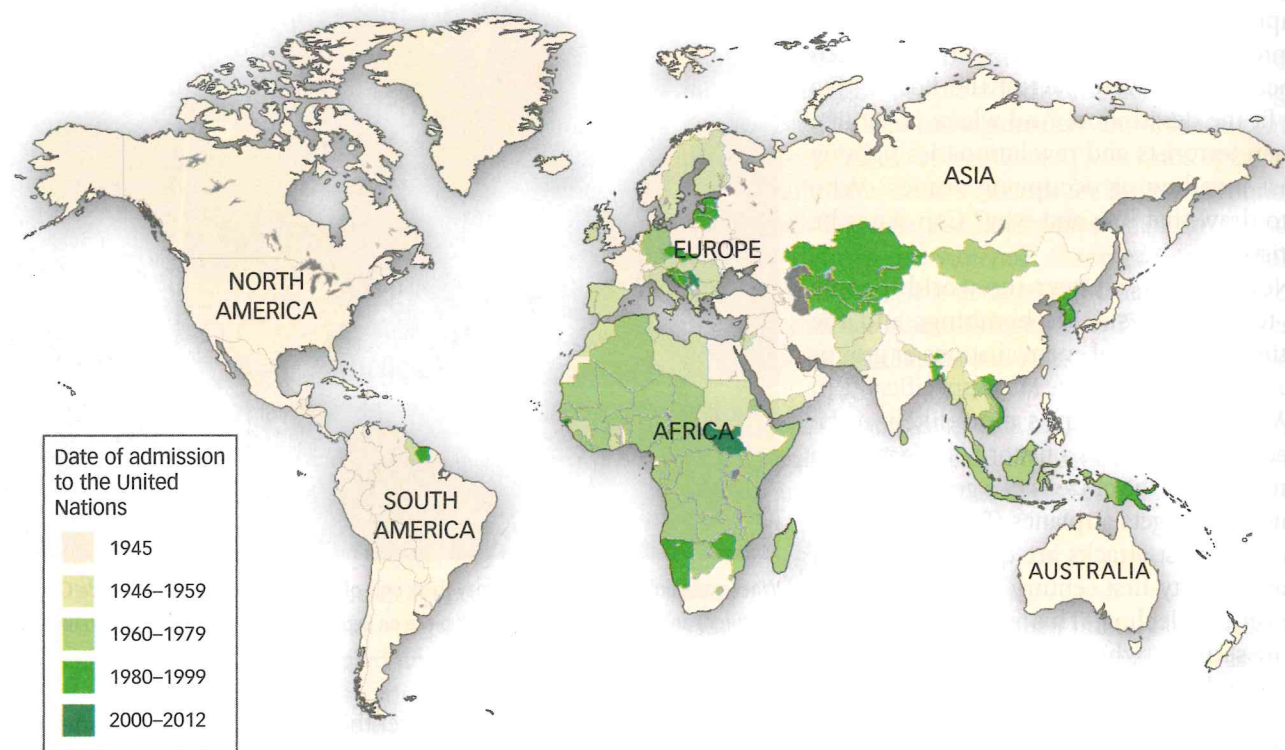 ASIA
EUROPE
NORTH
AMERICA
AFRICA
SOUTH
AMERICA
AUSTRALIA
Date of admission
to the United
Nations
1945
1946–1959
1960–1979
1980–1999
2000–2012